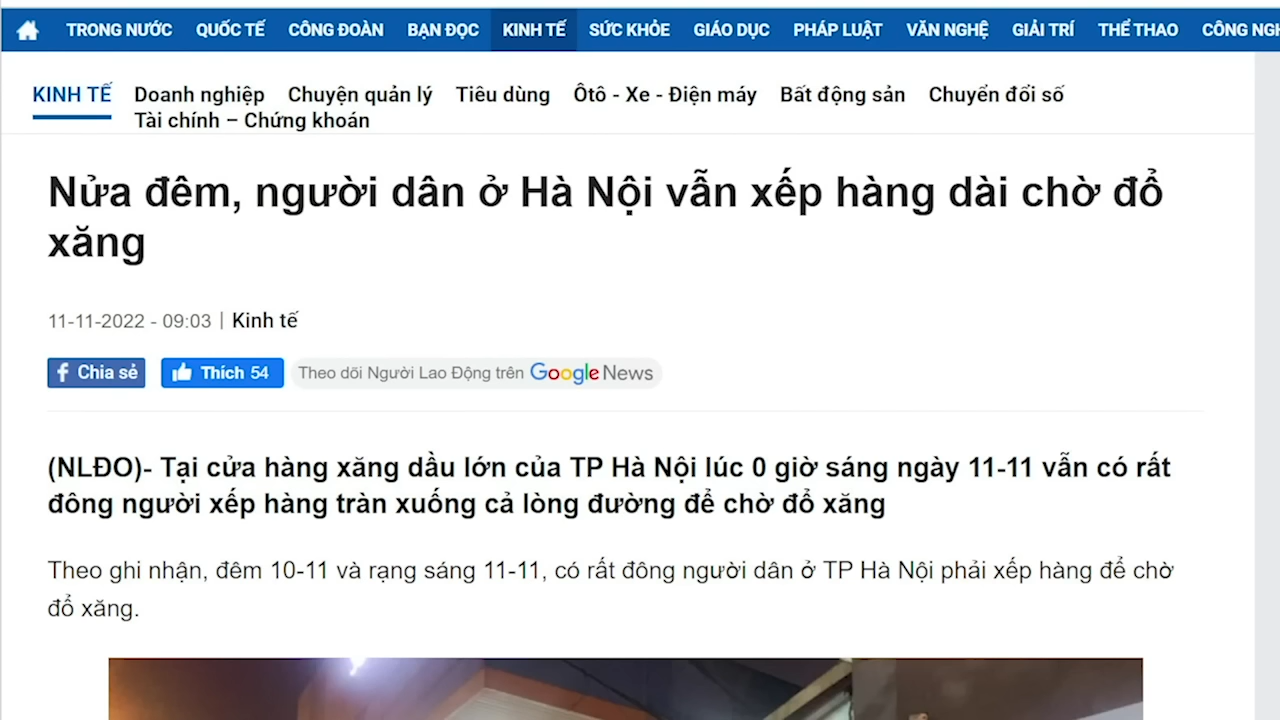 TRONG NƯỚC QUỐC TẾ CÔNG ĐOÀN BẠN ĐỌC KINH TẾ SỨC KHỎE GIÁO DỤC PHÁP LUẬT VĂN NGHỆ GIẢI TRÍ THỂ THAO CÔNG NGH
KINH TẾ Doanh nghiệp Chuyện quản lý Tiêu dùng Ôtô - Xe - Điện máy Bất động sản Chuyển đổi số
Tài chính – Chứng khoán
Nửa đêm, người dân ở Hà Nội vẫn xếp hàng dài chờ đổ
xăng
11-11-2022 - 09:03 | Kinh tế
f Chia sẻ Thích 54 Theo dõi Người Lao Động trên Google News
(NLĐO)- Tại cửa hàng xăng dầu lớn của TP Hà Nội lúc 0 giờ sáng ngày 11-11 vẫn có rất
đông người xếp hàng tràn xuống cả lòng đường để chờ đổ xăng
Theo ghi nhận, đêm 10-11 và rạng sáng 11-11, có rất đông người dân ở TP Hà Nội phải xếp hàng để chờ
đổ xăng.